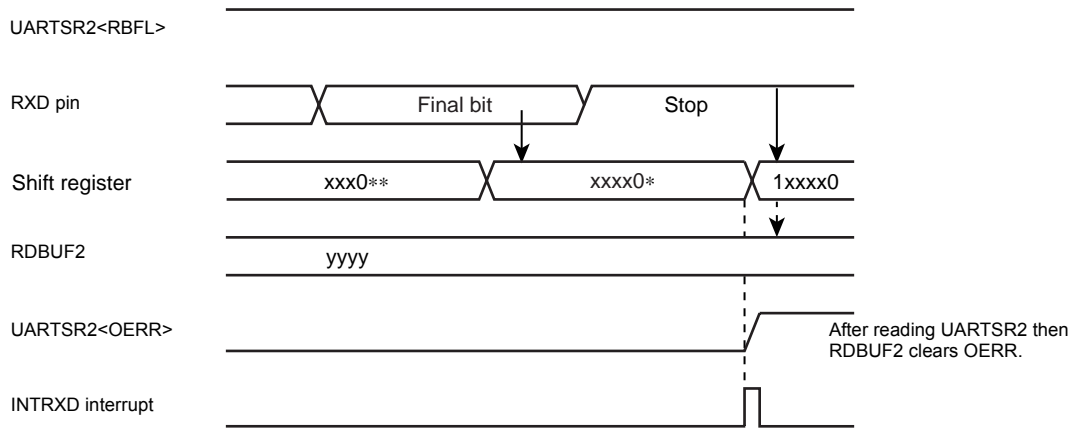 UARTSR2<RBFL>
RXD pin
Final bit
Stop
Shift register
xxx0**
xxxx0*
1xxxx0
RDBUF2
yyyy
UARTSR2<OERR>
After reading UARTSR2 then
RDBUF2 clears OERR.
INTRXD interrupt